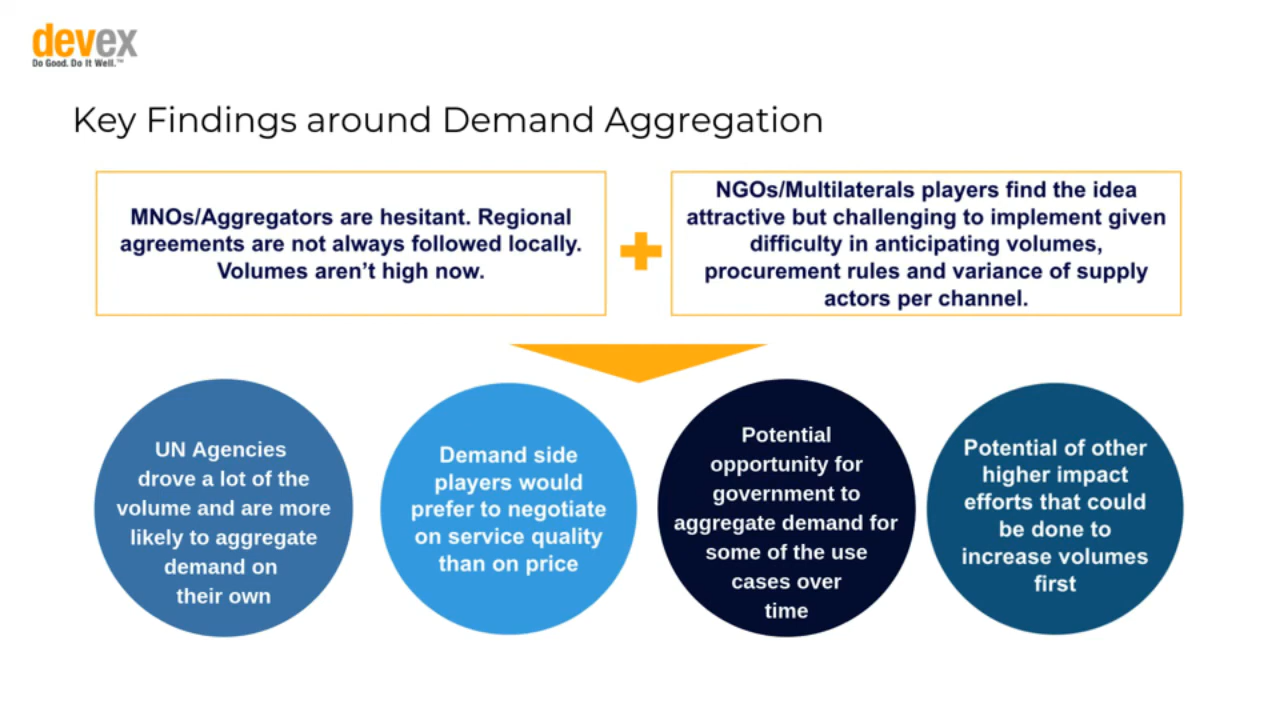 devex
Do Good. Do It Well.™
Key Findings around Demand Aggregation
MNOs/Aggregators are hesitant. Regional
agreements are not always followed locally.
Volumes aren’t high now.
NGOs/Multilaterals players find the idea
attractive but challenging to implement given
difficulty in anticipating volumes,
procurement rules and variance of supply
actors per channel.
UN Agencies
drove a lot of the
volume and are more
likely to aggregate
demand on
their own
Demand side
players would
prefer to negotiate
on service quality
than on price
Potential
opportunity for
government to
aggregate demand for
some of the use
cases over
time
Potential of other
higher impact
efforts that could
be done to
increase volumes
first